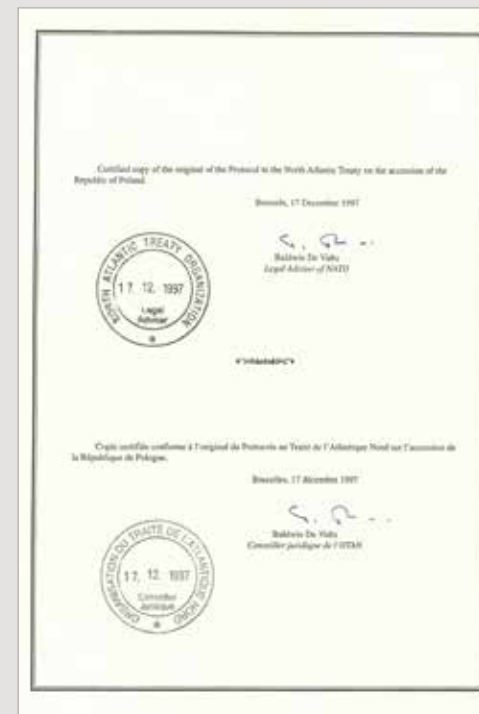 Certified copy of the original of the Protocol to the North Atlantic Treaty on the accession of the
Republic of Poland.
Brussels, 17 December 1997
Baldwin De Vidts
Legal Adviser of NATO
NORTH ATLANTIC TREATY ORGANIZATION
17. 12. 1997
Legal
Adviser
Copie certifiée conforme à l'original du Protocole au Traité de l'Atlantique Nord sur l'accession de
la République de Pologne.
Bruxelles, 17 décembre 1997
Baldwin De Vidts
Conseiller juridique de l'OTAN
ORGANISATION DU TRAITÉ DE L'ATLANTIQUE NORD
17. 12. 1997
Conseiller
Juridique